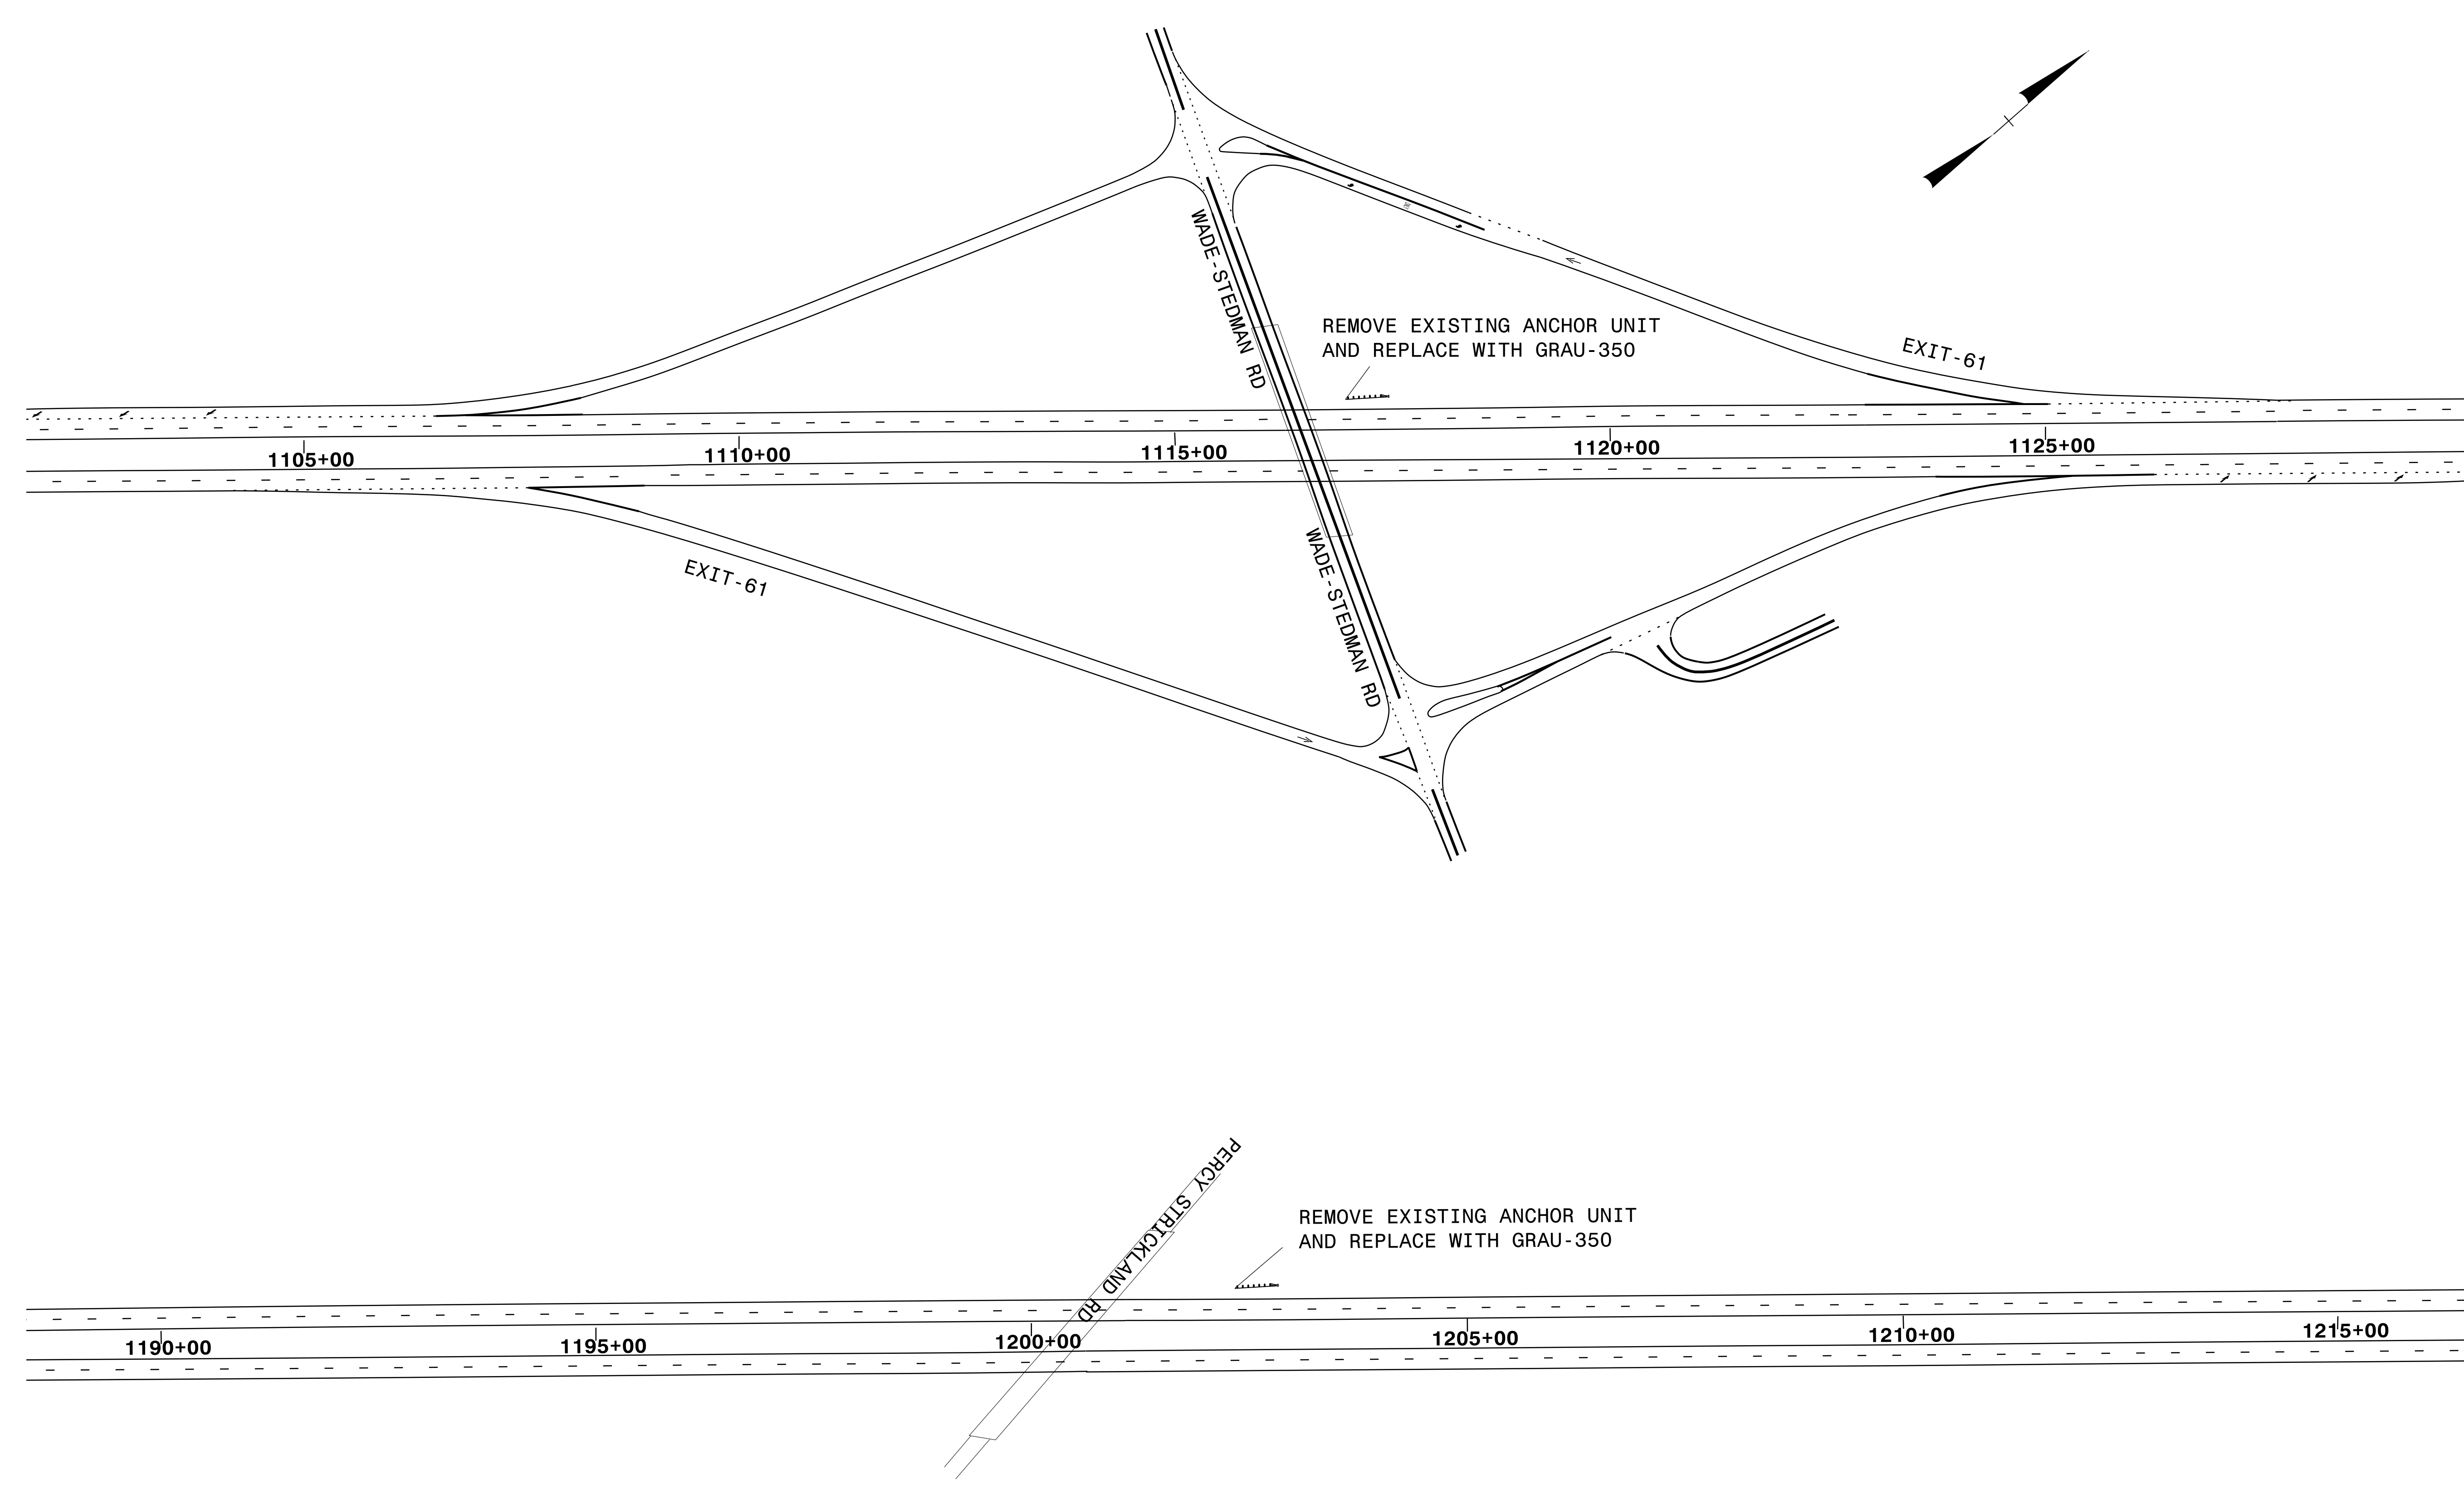 WADE-STEDMAN RD
REMOVE EXISTING ANCHOR UNIT
AND REPLACE WITH GRAU-350
EXIT-61
1105+00
1110+00
1115+00
1120+00
1125+00
EXIT-61
WADE-STEDMAN RD
PERCY STRICKLAND RD
REMOVE EXISTING ANCHOR UNIT
AND REPLACE WITH GRAU-350
1190+00
1195+00
1200+00
1205+00
1210+00
1215+00